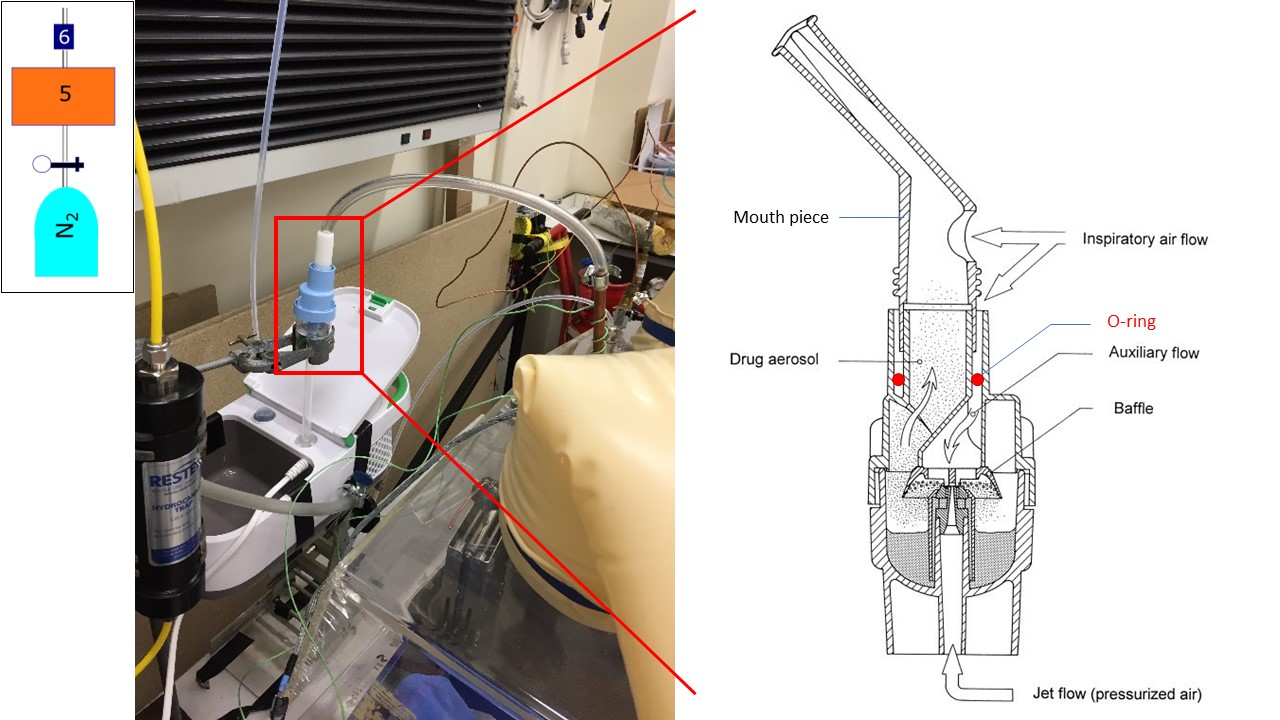 6
5
N₂
RESTEK
HYDROCARBON
TRAP
Mouth piece
Inspiratory air flow
O-ring
Drug aerosol
Auxiliary flow
Baffle
Jet flow (pressurized air)